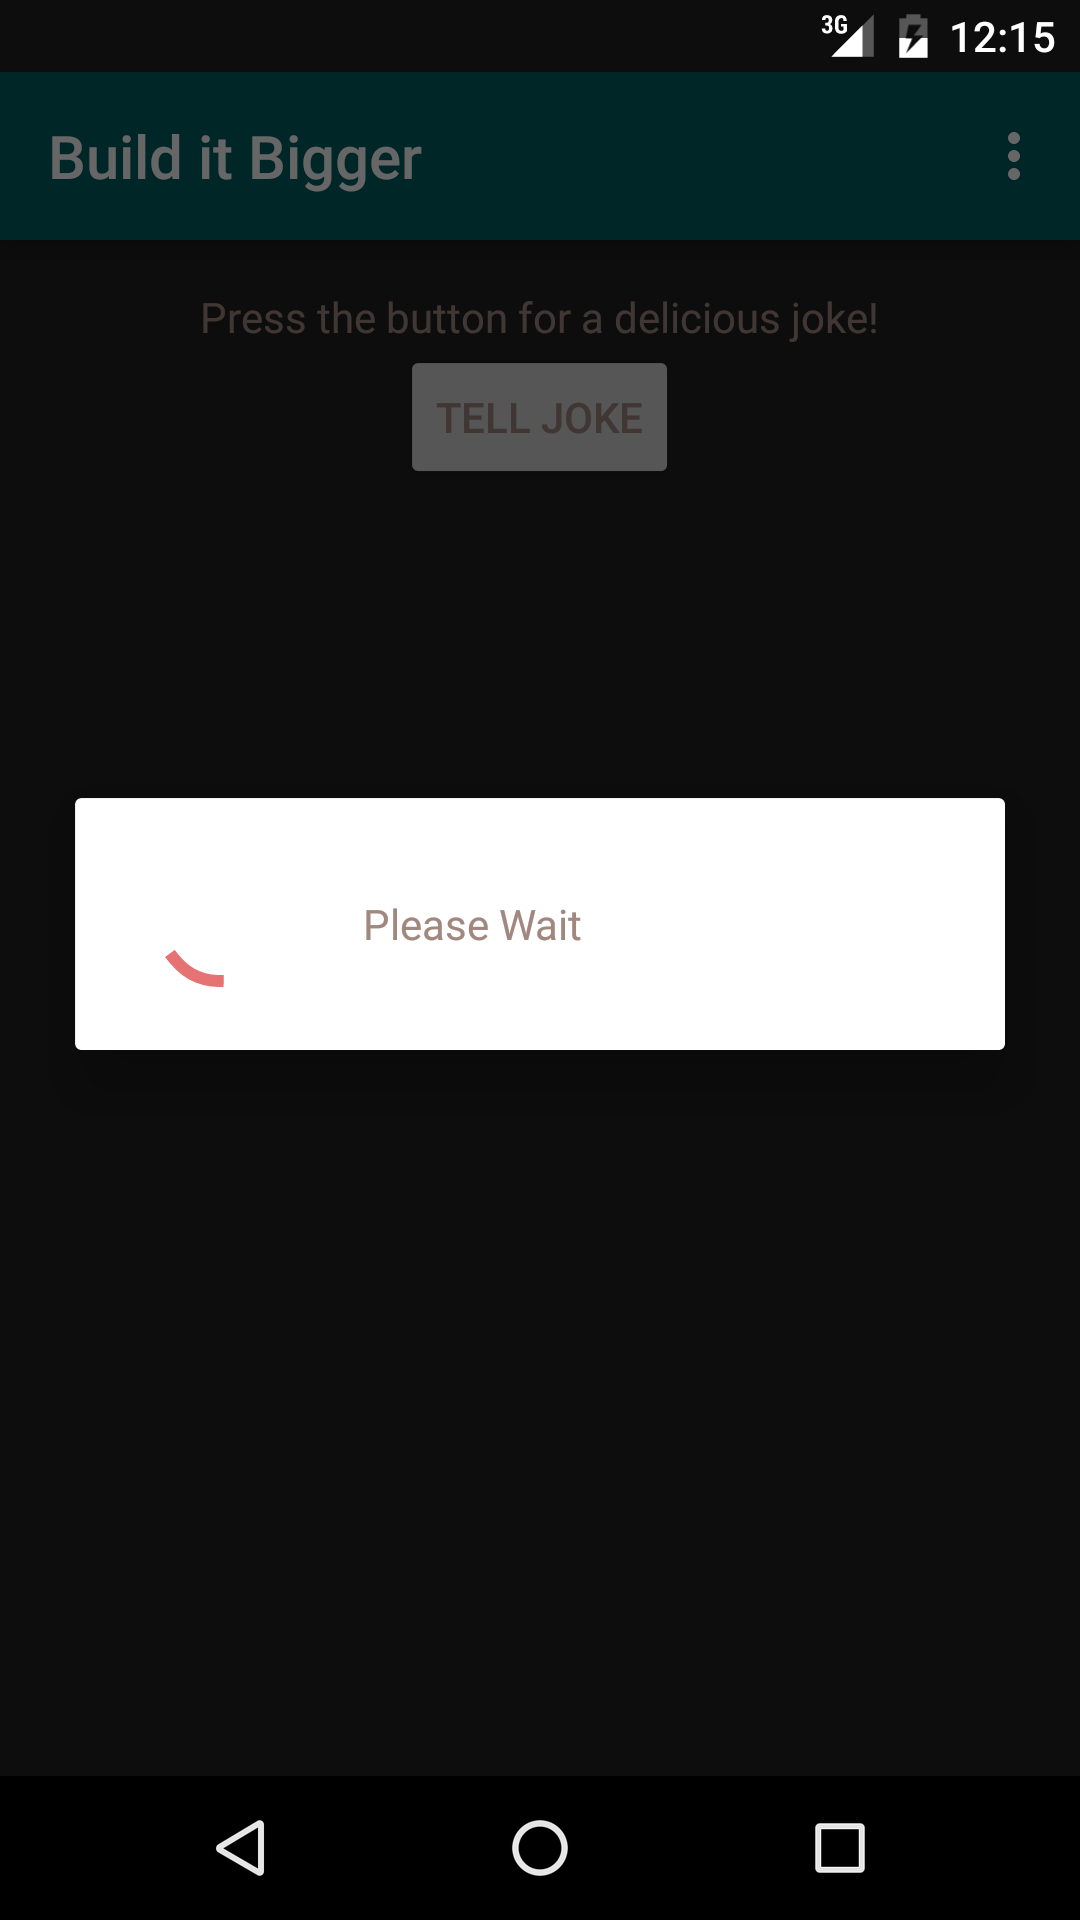 3G 12:15
Build it Bigger
Press the button for a delicious joke!
TELL JOKE
Please Wait